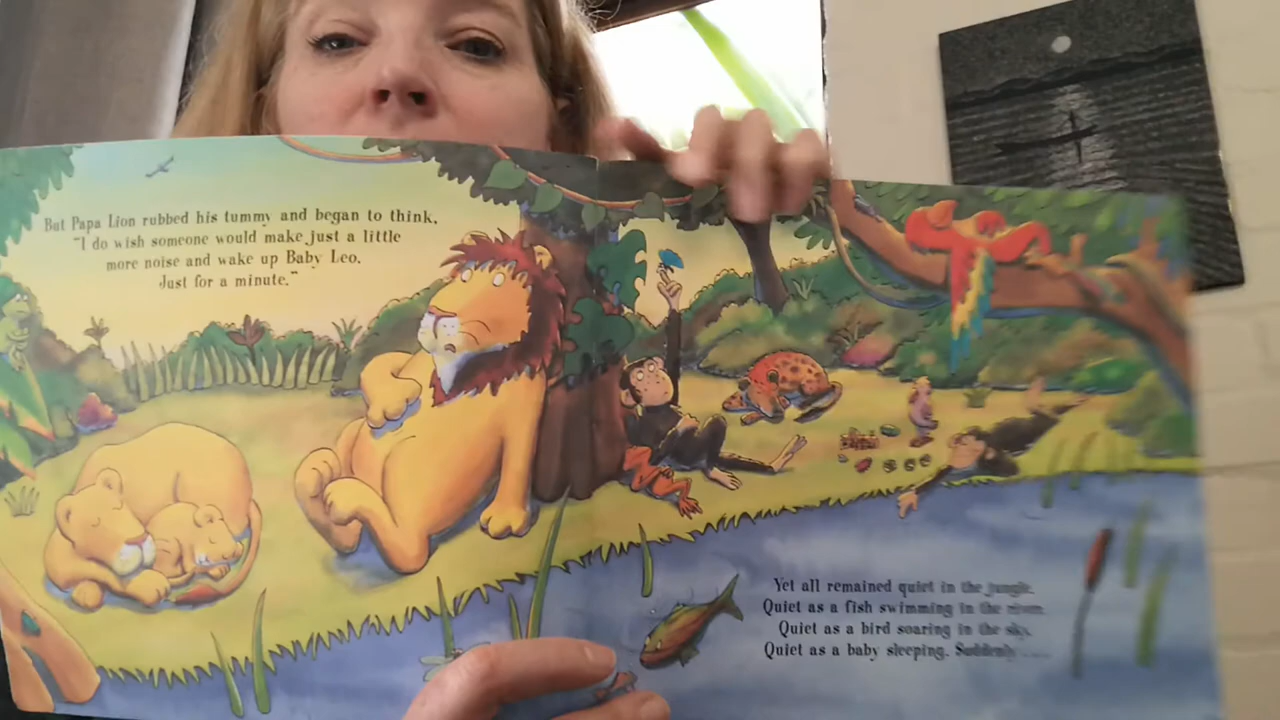 But Papa Lion rubbed his tummy and began to think,
"I do wish someone would make just a little
more noise and wake up Baby Leo.
Just for a minute."
Yet all remained quiet in the jungle.
Quiet as a fish swimming in the river.
Quiet as a bird soaring in the sky.
Quiet as a baby sleeping. Suddenly ....